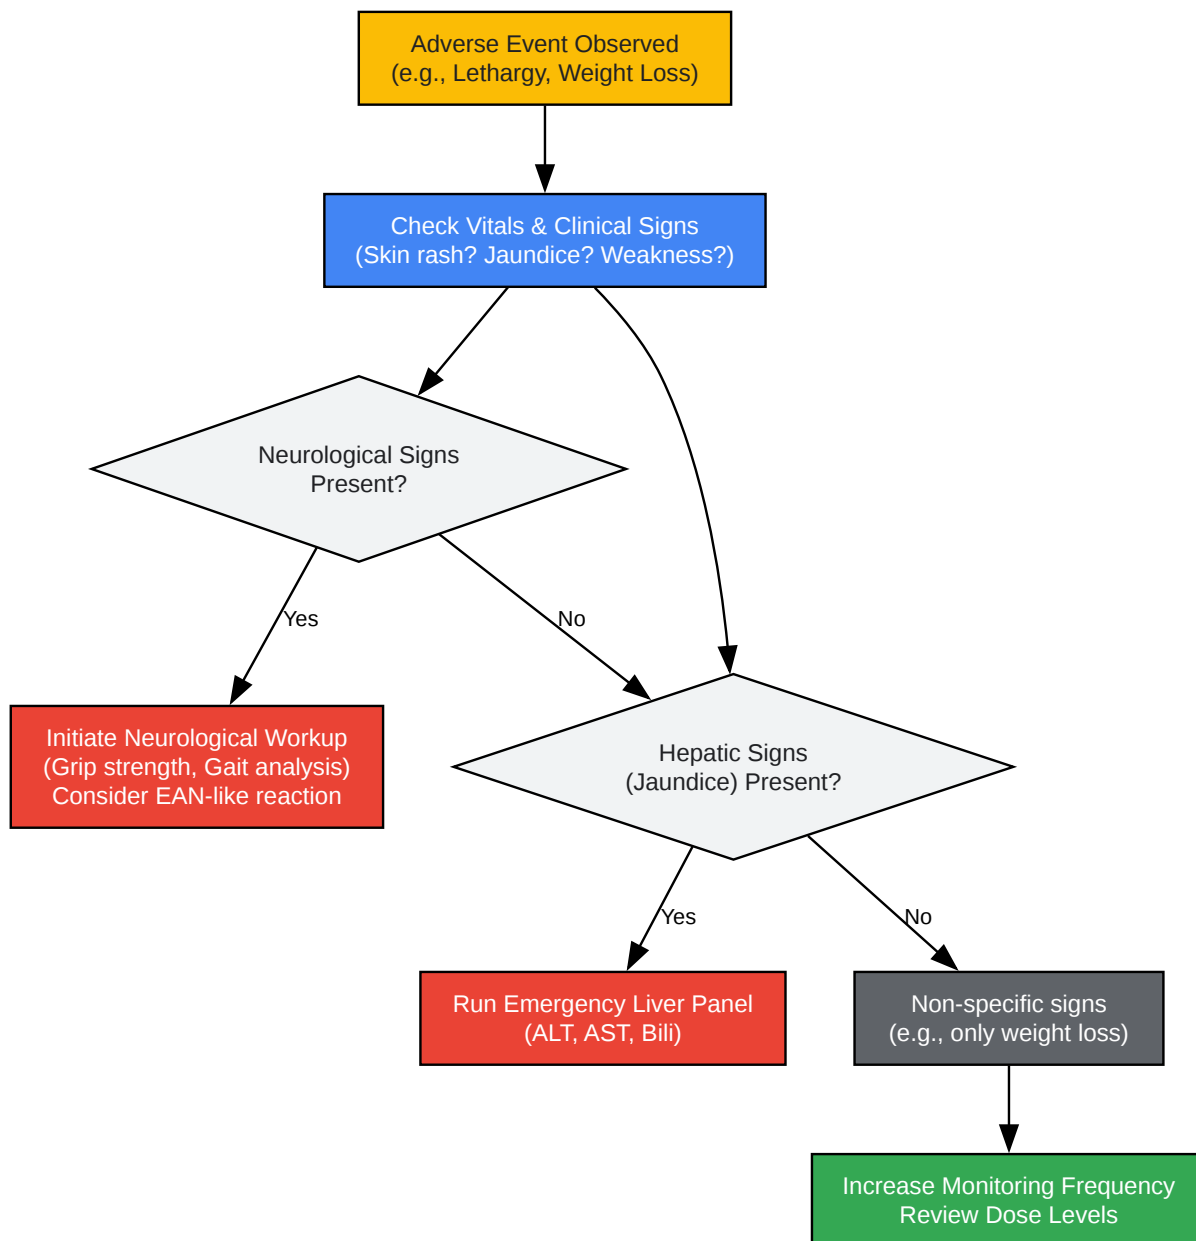 Adverse Event Observed
(e.g., Lethargy, Weight Loss)
Check Vitals & Clinical Signs
(Skin rash? Jaundice? Weakness?)
Neurological Signs
Present?
Yes
No
Initiate Neurological Workup
(Grip strength, Gait analysis)
Consider EAN-like reaction
Hepatic Signs
(Jaundice) Present?
Yes
No
Run Emergency Liver Panel
(ALT, AST, Bili)
Non-specific signs
(e.g., only weight loss)
Increase Monitoring Frequency
Review Dose Levels